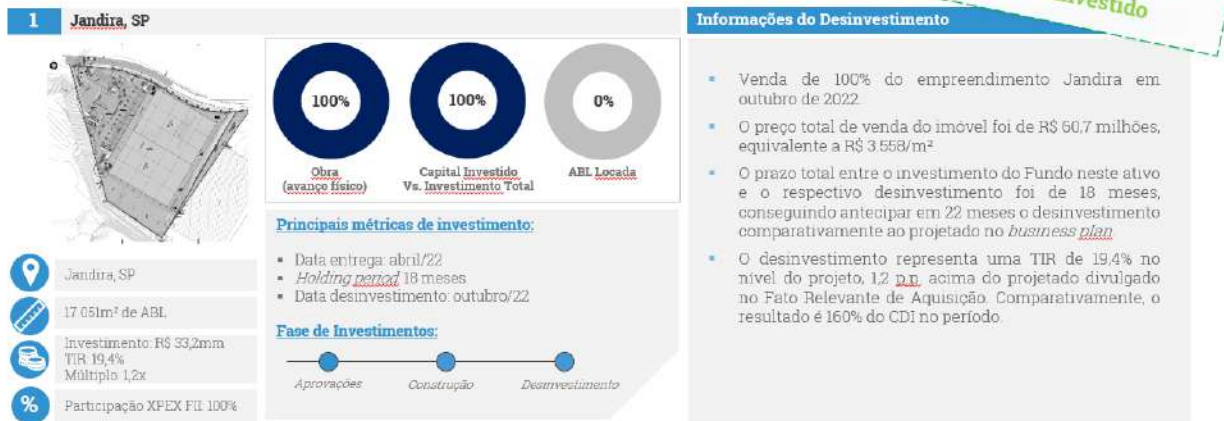 1 Jandira, SP
100%
100%
0%
Obra
(avanço físico)
Capital Investido
Vs. Investimento Total
ABL Locada
Principais métricas de investimento:
▪ Data entrega: abril/22
▪ Holding period: 18 meses
▪ Data desinvestimento: outubro/22
Fase de Investimentos:
Aprovações
Construção
Desinvestimento
Jandira, SP
17.051m² de ABL
Investimento: R$ 33,2mm
TIR: 19,4%
Múltiplo: 1,2x
% Participação XPEX FII: 100%
Informações do Desinvestimento
▪ Venda de 100% do empreendimento Jandira em
outubro de 2022.
▪ O preço total de venda do imóvel foi de R$ 60,7 milhões,
equivalente a R$ 3.558/m²
▪ O prazo total entre o investimento do Fundo neste ativo
e o respectivo desinvestimento foi de 18 meses,
conseguindo antecipar em 22 meses o desinvestimento
comparativamente ao projetado no business plan
▪ O desinvestimento representa uma TIR de 19,4% no
nível do projeto, 1,2 p.p. acima do projetado divulgado
no Fato Relevante de Aquisição. Comparativamente, o
resultado é 160% do CDI no período.